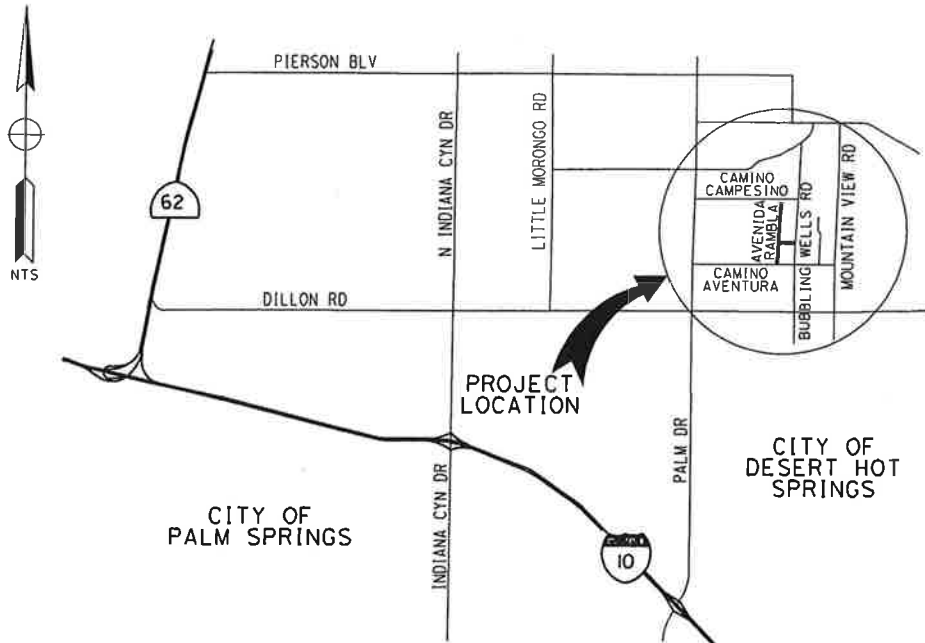 PIERSON BLV
N INDIANA CYN DR
LITTLE MORONGO RD
62
NTS
CAMINO
CAMPESINO
AVENIDA
RAMBLA
BUBBLING WELLS RD
MOUNTAIN VIEW RD
CAMINO
AVENTURA
DILLON RD
PROJECT
LOCATION
PALM DR
CITY OF
DESERT HOT
SPRINGS
CITY OF
PALM SPRINGS
INDIANA CYN DR
10